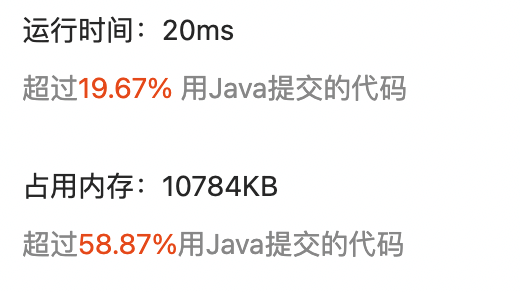 运行时间：20ms
超过19.67% 用Java提交的代码
占用内存：10784KB
超过58.87%用Java提交的代码